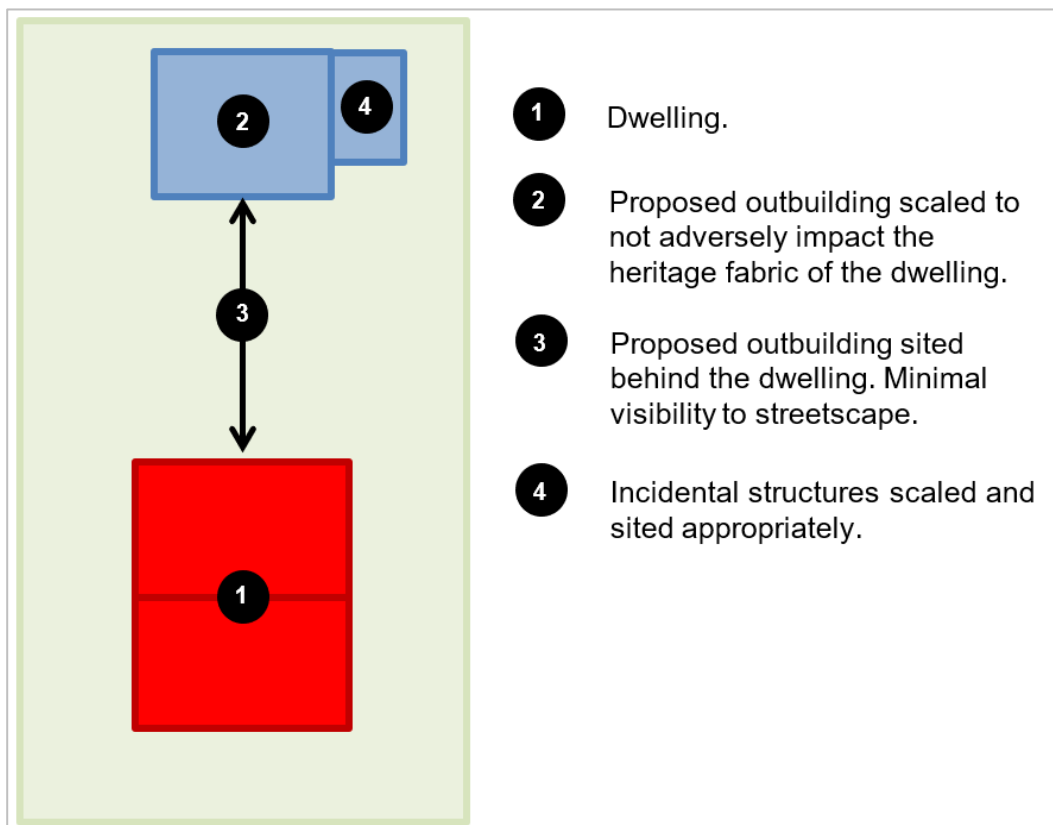 2
4
3
1
1 Dwelling.
2 Proposed outbuilding scaled to
not adversely impact the
heritage fabric of the dwelling.
3 Proposed outbuilding sited
behind the dwelling. Minimal
visibility to streetscape.
4 Incidental structures scaled and
sited appropriately.